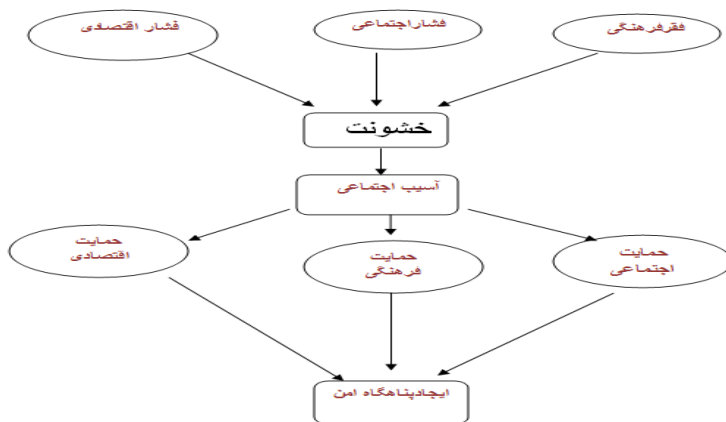 فقرفرهنگی
فشاراجتماعی
فشار اقتصادی
خشونت
آسیب اجتماعی
حمایت
اجتماعی
حمایت
فرهنگی
حمایت
اقتصادی
ایجادپناهگاه امن